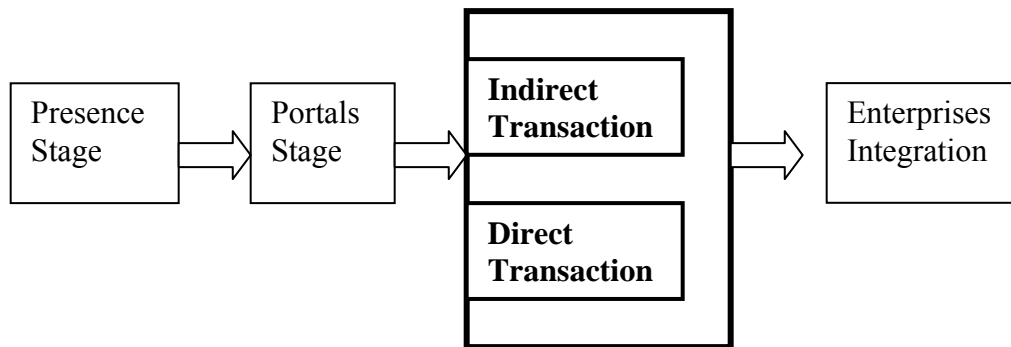 Presence
Stage
Portals
Stage
Indirect
Transaction
Direct
Transaction
Enterprises
Integration